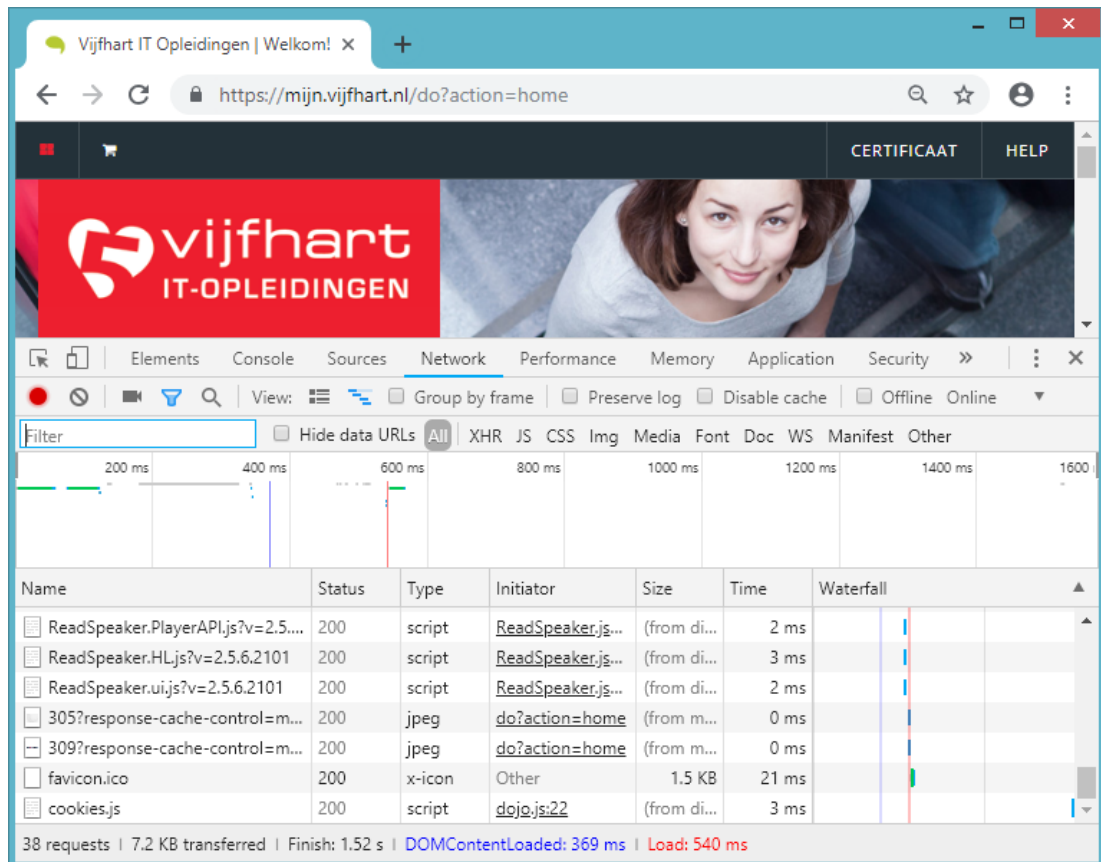 Vijfhart IT Opleidingen | Welkom!
https://mijn.vijfhart.nl/do?action=home
CERTIFICAAT HELP
vijfhart
IT-OPLEIDINGEN
Elements Console Sources Network Performance Memory Application Security
View: Group by frame Preserve log Disable cache Offline Online
Filter Hide data URLs All XHR JS CSS Img Media Font Doc WS Manifest Other
200 ms 400 ms 600 ms 800 ms 1000 ms 1200 ms 1400 ms 1600
Name Status Type Initiator Size Time Waterfall
ReadSpeaker.PlayerAPI.js?v=2.5.... 200 script ReadSpeaker.js... (from di... 2 ms
ReadSpeaker.HL.js?v=2.5.6.2101 200 script ReadSpeaker.js... (from di... 3 ms
ReadSpeaker.ui.js?v=2.5.6.2101 200 script ReadSpeaker.js... (from di... 2 ms
305?response-cache-control=m... 200 jpeg do?action=home (from m... 0 ms
309?response-cache-control=m... 200 jpeg do?action=home (from m... 0 ms
favicon.ico 200 x-icon Other 1.5 KB 21 ms
cookies.js 200 script dojo.js:22 (from di... 3 ms
38 requests | 7.2 KB transferred | Finish: 1.52 s | DOMContentLoaded: 369 ms | Load: 540 ms